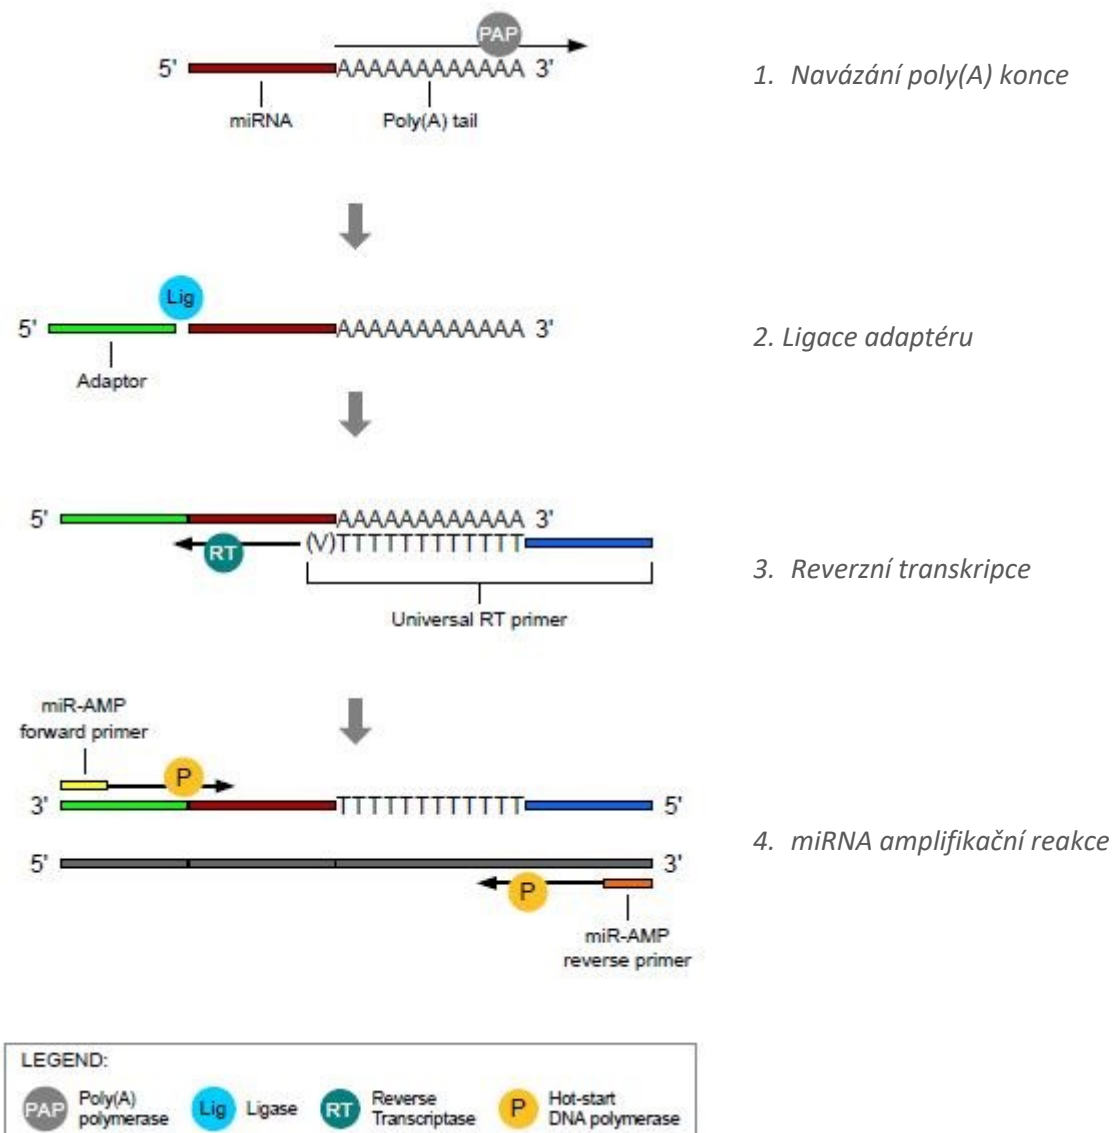 PAP
5' AAAAAAAAAAAA 3'
miRNA
Poly(A) tail
1. Navázání poly(A) konce
Lig
5' AAAAAAAAAAAA 3'
Adaptor
2. Ligace adaptéru
5' AAAAAAAAAAAA 3'
RT (V)TTTTTTTTTTTT
Universal RT primer
3. Reverzní transkripce
miR-AMP
forward primer
P
3' TTTTTTTTTTTT 5'
5' 3'
P
miR-AMP
reverse primer
4. miRNA amplifikační reakce
LEGEND:
PAP Poly(A)
polymerase
Lig Ligase
RT Reverse
Transcriptase
P Hot-start
DNA polymerase